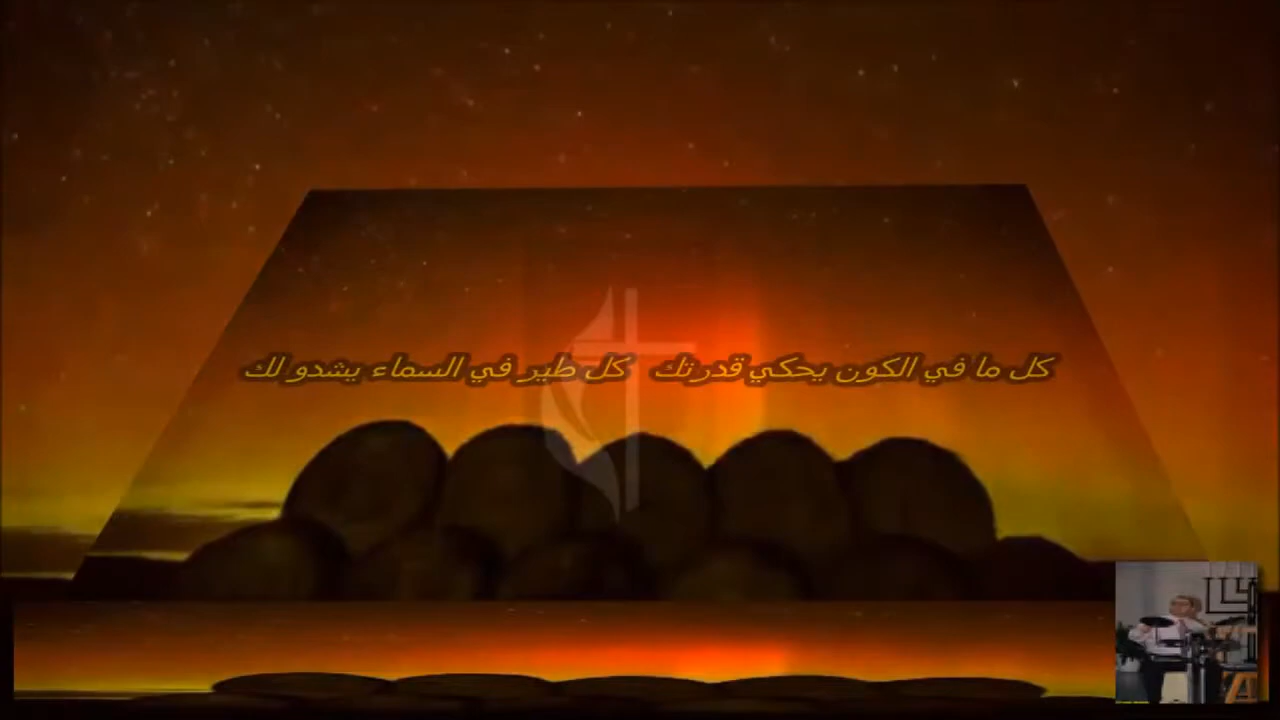 كل ما في الكون يحكي قدرتك   كل طير في السماء يشدو لك